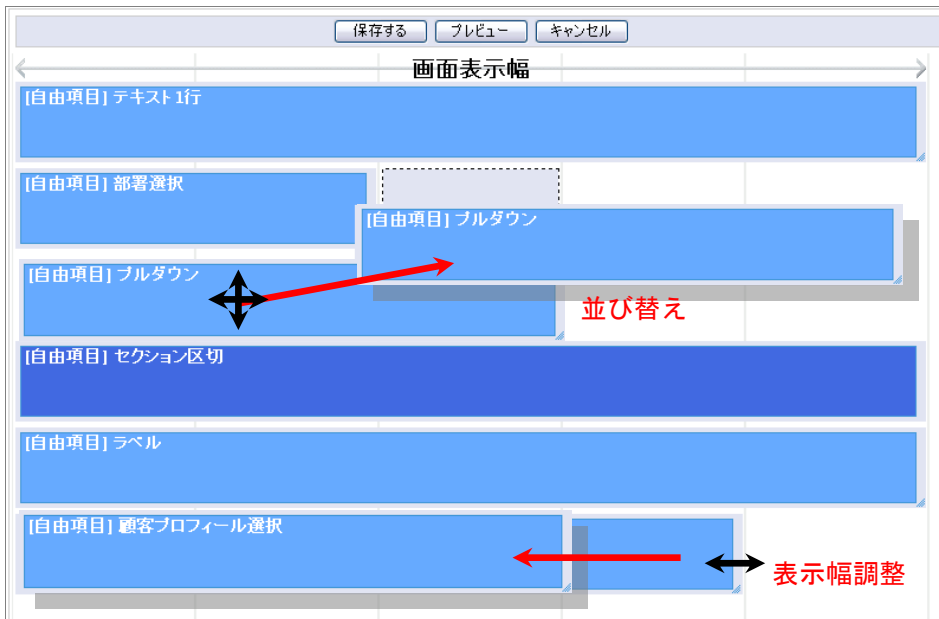 保存する プレビュー キャンセル
画面表示幅
[自由項目] テキスト1行
[自由項目] 部署選択
[自由項目] プルダウン
[自由項目] プルダウン
並び替え
[自由項目] セクション区切
[自由項目] ラベル
[自由項目] 顧客プロフィール選択
表示幅調整